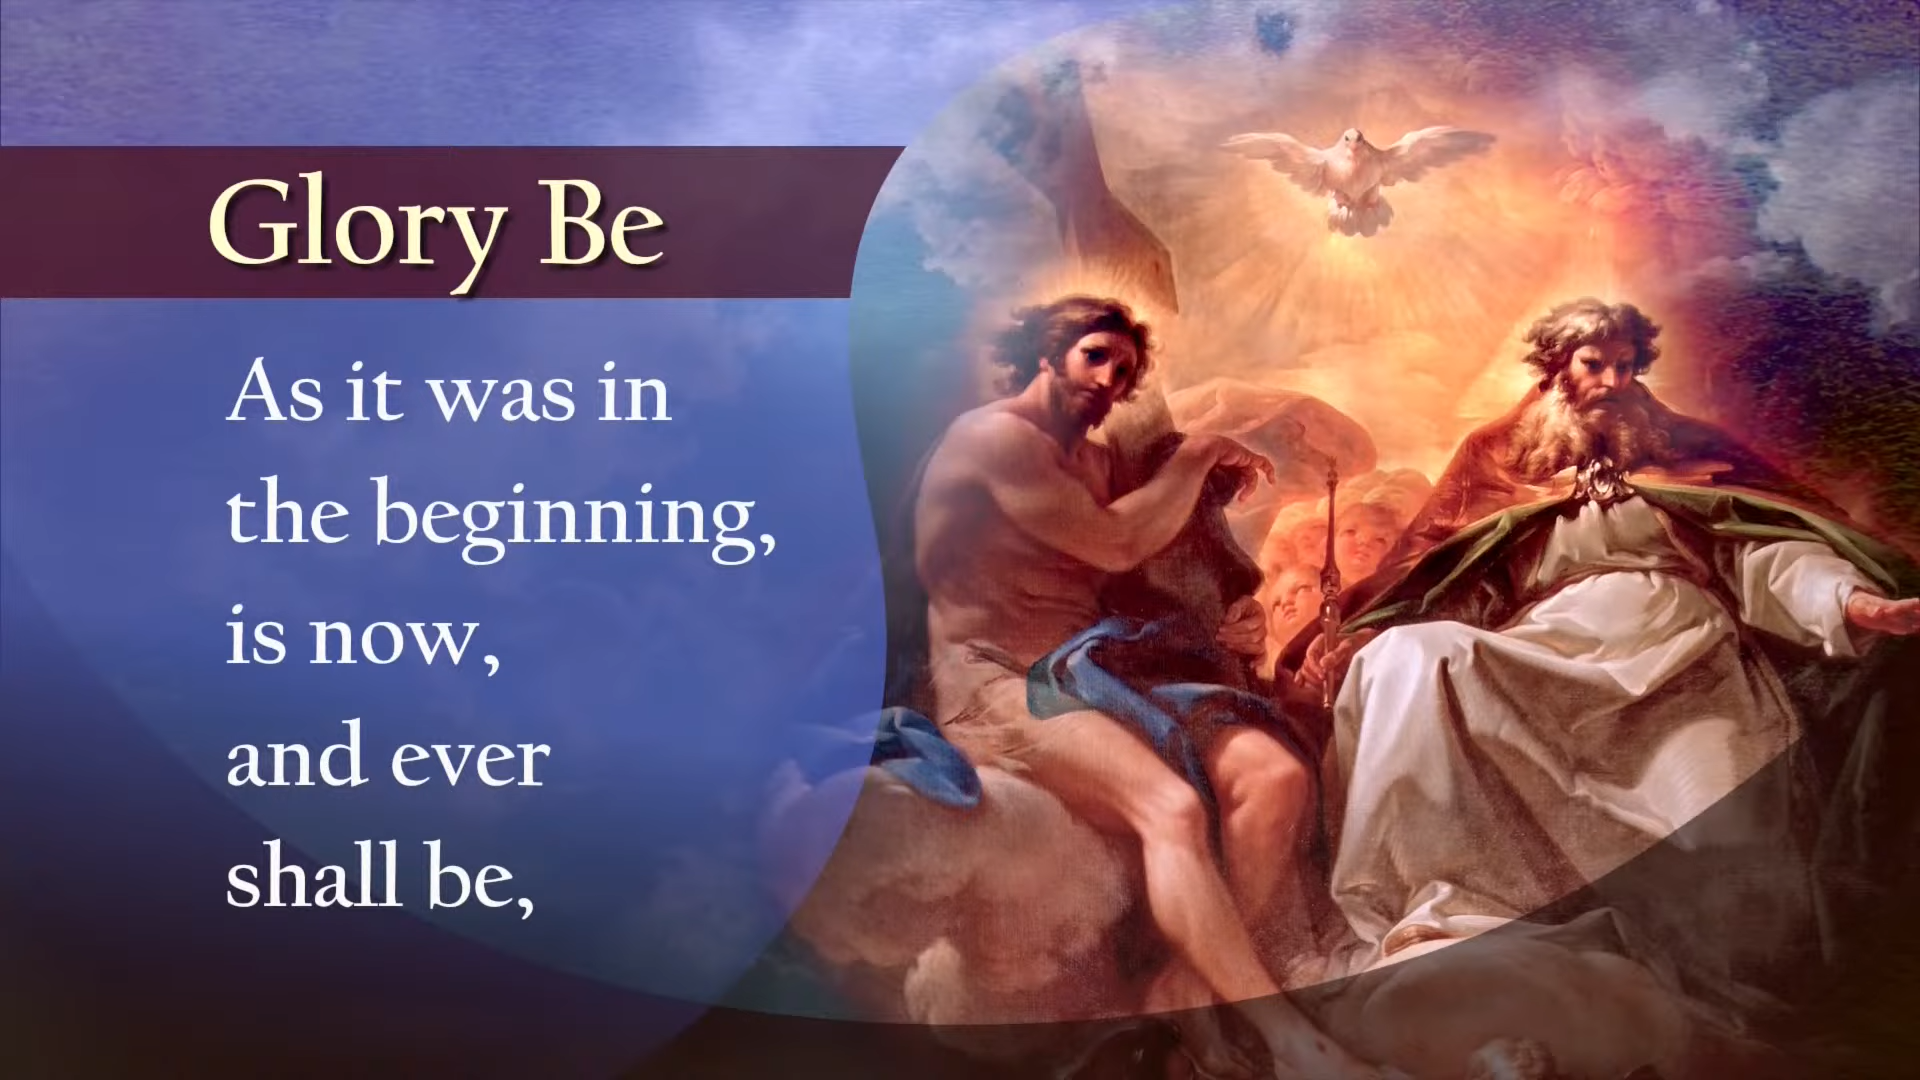 Glory Be
As it was in
the beginning,
is now,
and ever
shall be,